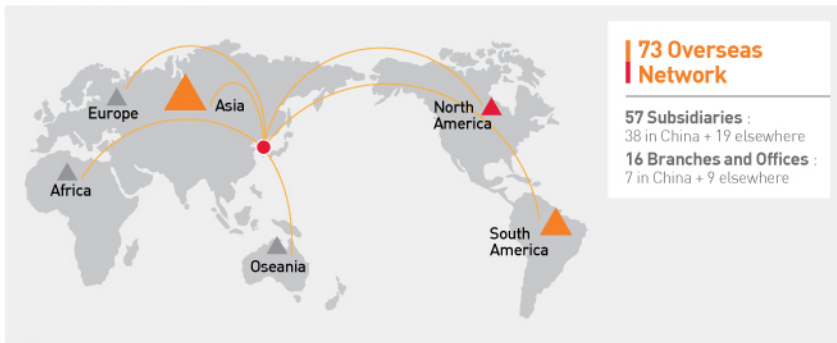 Europe
Asia
Africa
Oseania
North
America
South
America
73 Overseas
Network
57 Subsidiaries :
38 in China + 19 elsewhere
16 Branches and Offices :
7 in China + 9 elsewhere